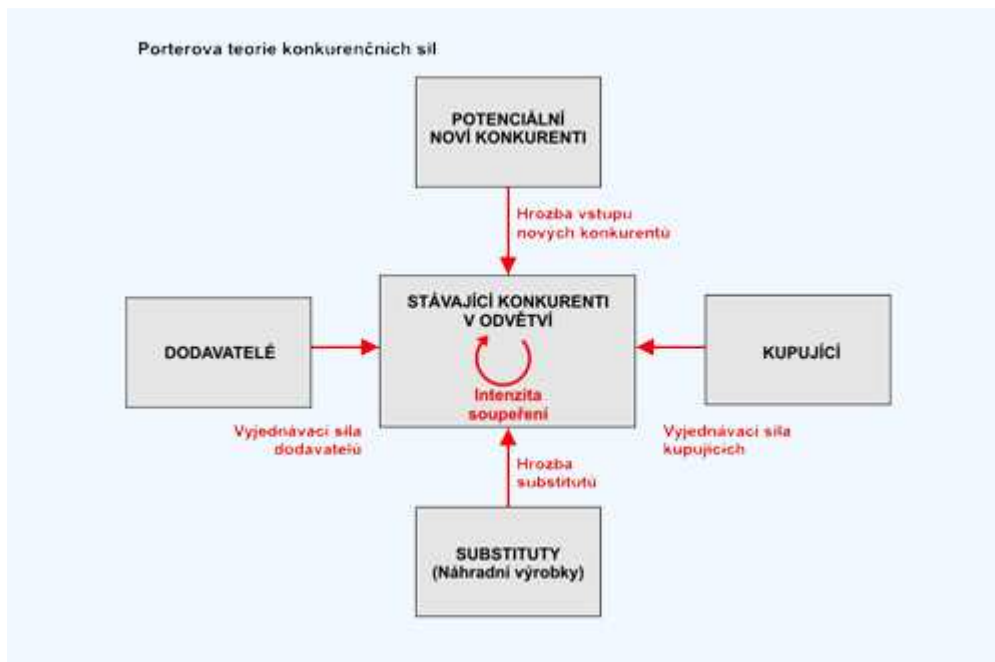 Porterova teorie konkurenčních sil
POTENCIÁLNÍ
NOVÍ KONKURENTI
Hrozba vstupu
nových konkurentů
STÁVAJÍCÍ KONKURENTI
V ODVĚTVÍ
Intenzita
soupeření
DODAVATELÉ
Vyjednávací síla
dodavatelů
KUPUJÍCÍ
Vyjednávací síla
kupujících
Hrozba
substitutů
SUBSTITUTY
(Náhradní výrobky)